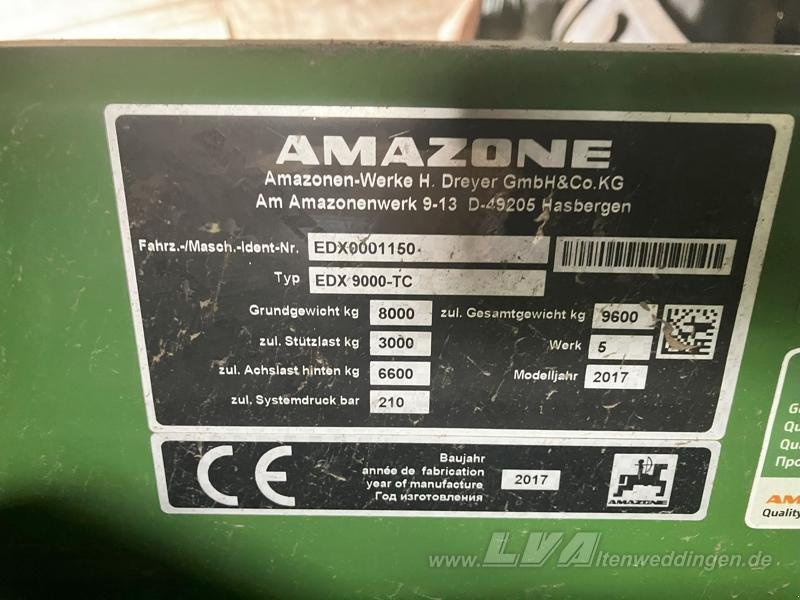 AMAZONE
Amazonen-Werke H. Dreyer GmbH&Co.KG
Am Amazonenwerk 9-13 D-49205 Hasbergen
Fahrz.-/Masch.-Ident-Nr. EDX0001150
Typ EDX 9000-TC
Grundgewicht kg 8000 zul. Gesamtgewicht kg 9600
zul. Stützlast kg 3000 Werk 5
zul. Achslast hinten kg 6600 Modelljahr 2017
zul. Systemdruck bar 210
CE
Baujahr
année de fabrication
year of manufacture 2017
Год изготовления
AMAZONE
Quality
www.LVAltenweddingen.de